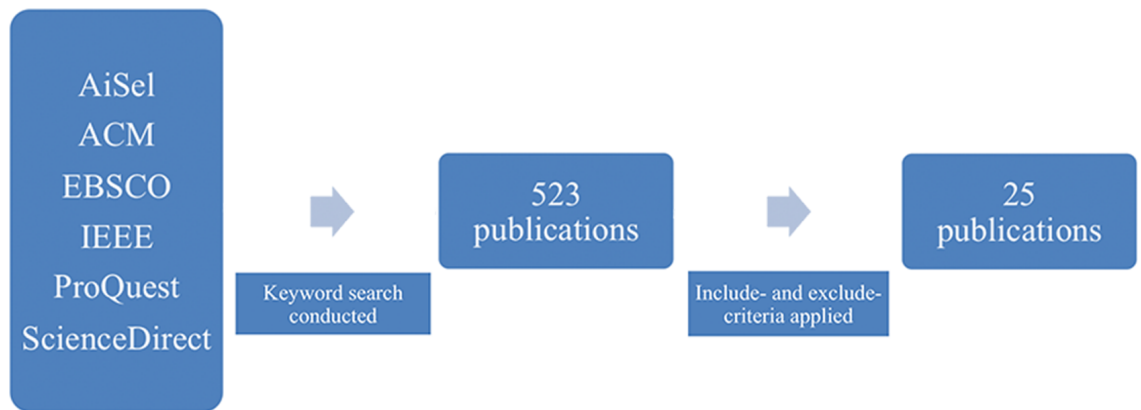 AiSel
ACM
EBSCO
IEEE
ProQuest
ScienceDirect
Keyword search
conducted
523
publications
Include- and exclude-
criteria applied
25
publications